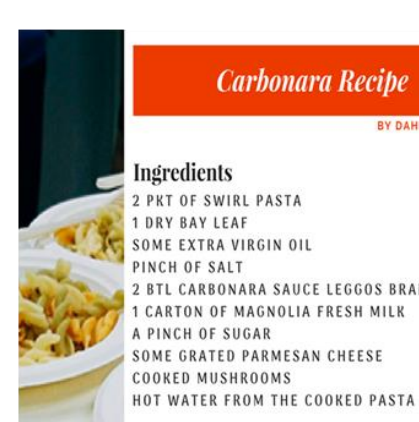 Carbonara Recipe
BY DAH
Ingredients
2 PKT OF SWIRL PASTA
1 DRY BAY LEAF
SOME EXTRA VIRGIN OIL
PINCH OF SALT
2 BTL CARBONARA SAUCE LEGGOS BRA
1 CARTON OF MAGNOLIA FRESH MILK
A PINCH OF SUGAR
SOME GRATED PARMESAN CHEESE
COOKED MUSHROOMS
HOT WATER FROM THE COOKED PASTA